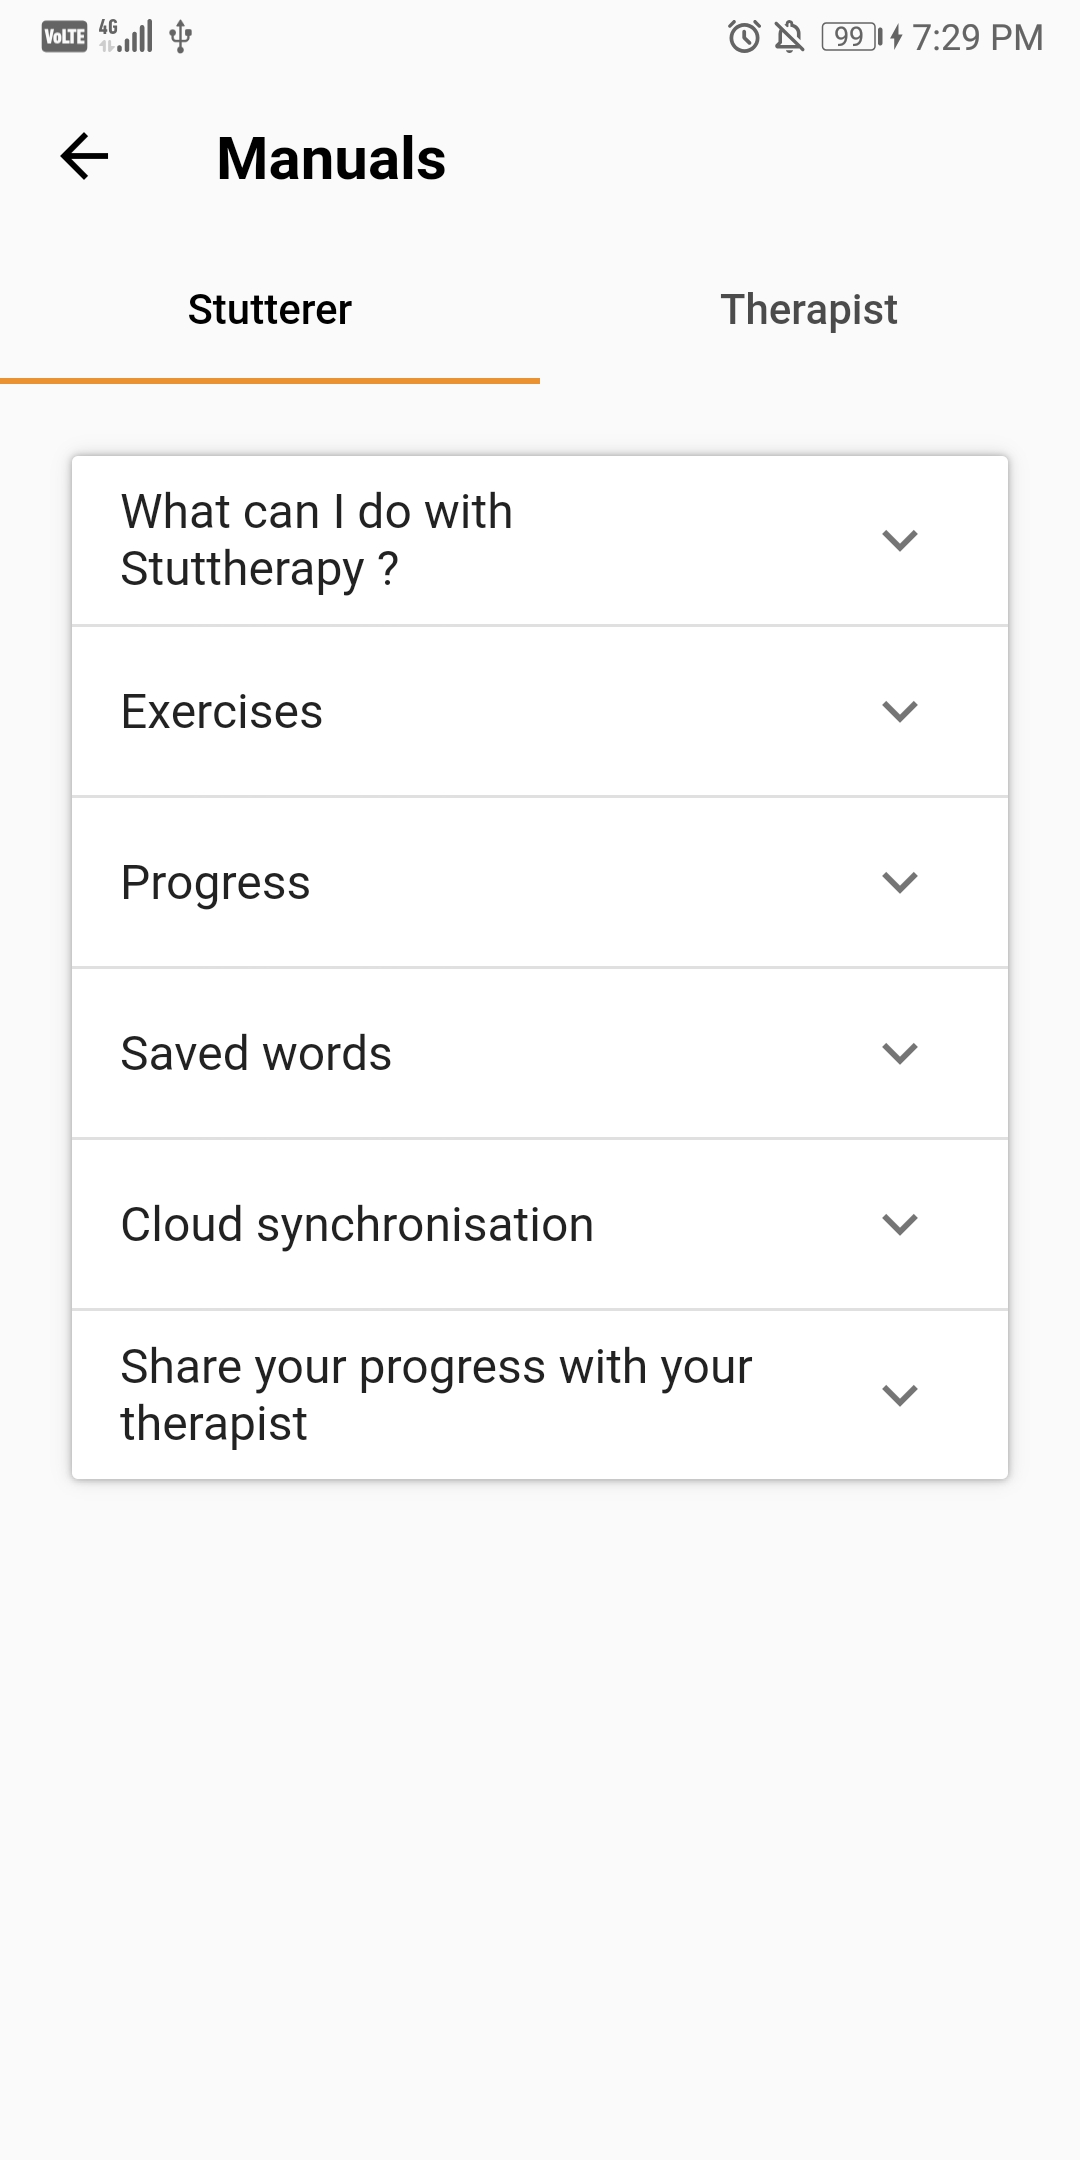 VoLTE 4G 99 7:29 PM
Manuals
Stutterer Therapist
What can I do with
Stuttherapy ?
Exercises
Progress
Saved words
Cloud synchronisation
Share your progress with your
therapist